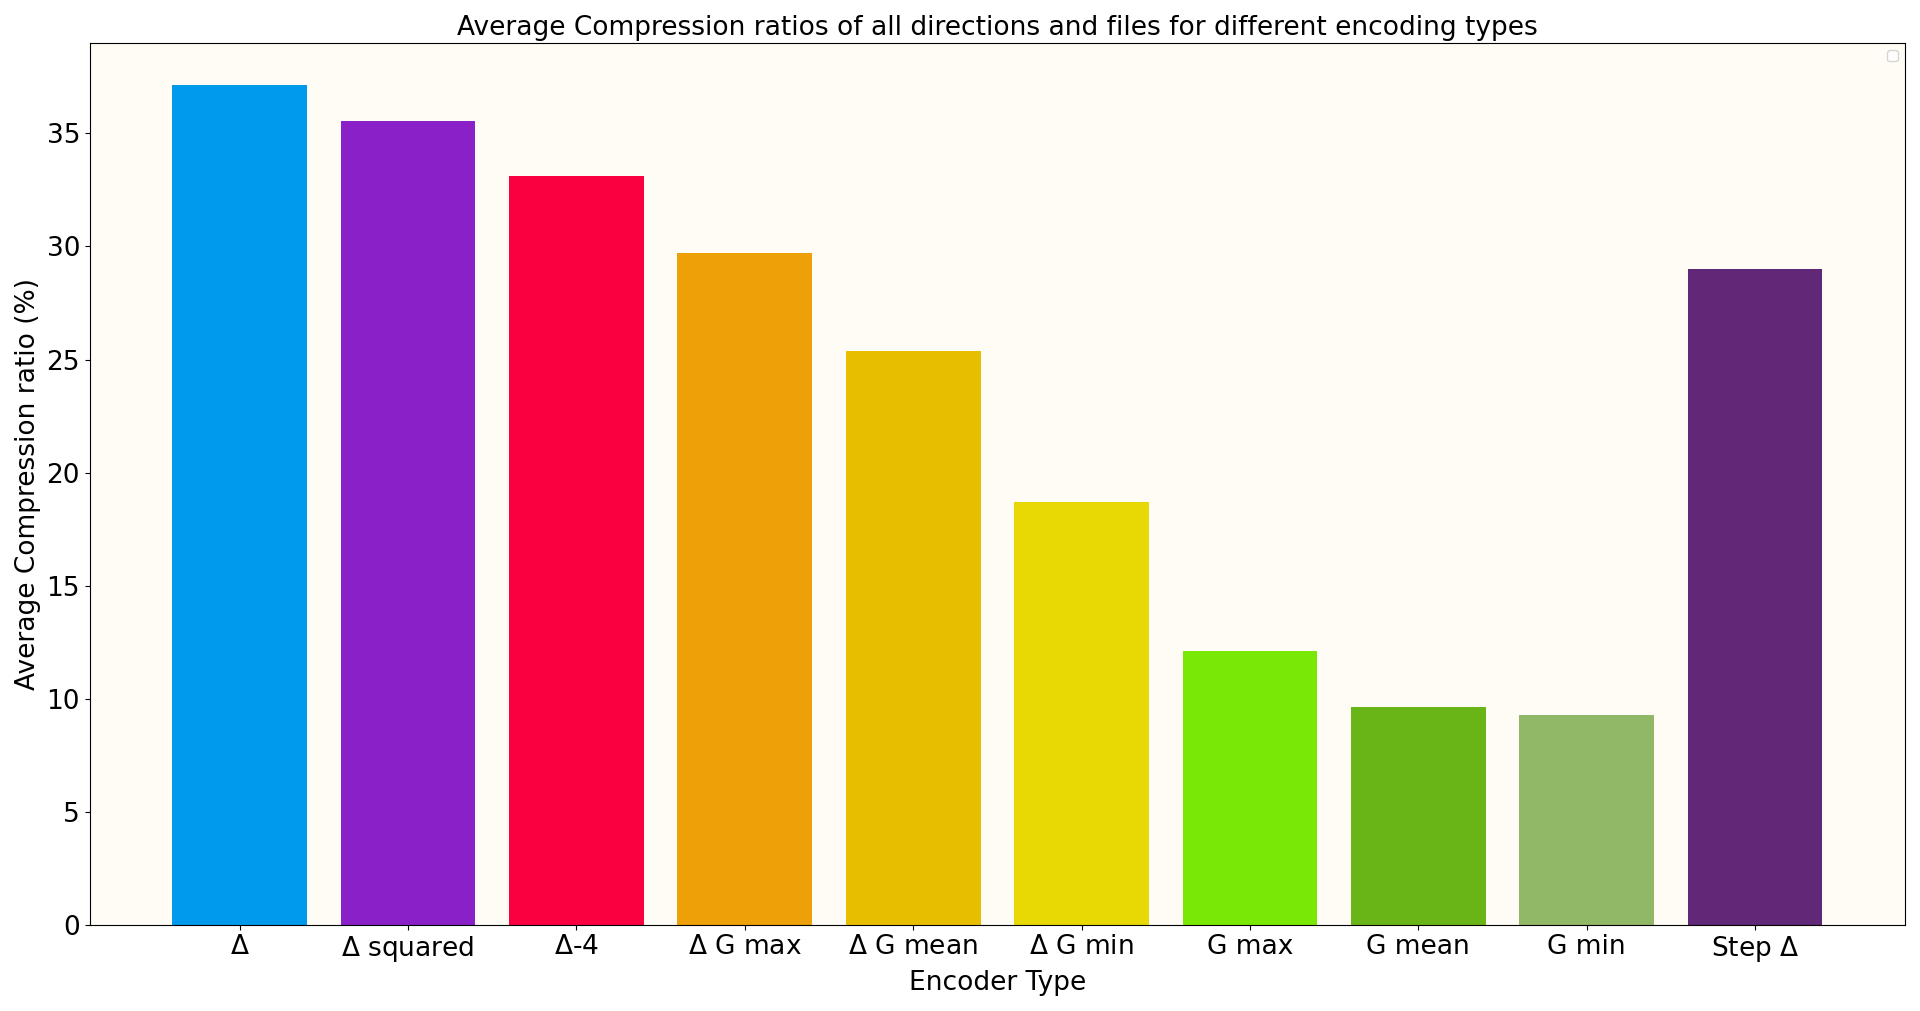 Average Compression ratios of all directions and files for different encoding types
Average Compression ratio (%)
35
30
25
20
15
10
5
0
Δ
Δ squared
Δ-4
Δ G max
Δ G mean
Δ G min
G max
G mean
G min
Step Δ
Encoder Type